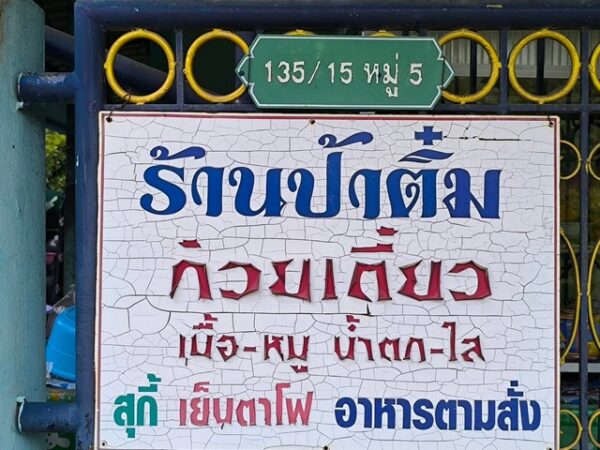 135/15 หมู่ 5
ร้านป้าติ๋ม
ก๋วยเตี๋ยว
เนื้อ-หมู น้ำตก-ใส
สุกี้ เย็นตาโฟ อาหารตามสั่ง